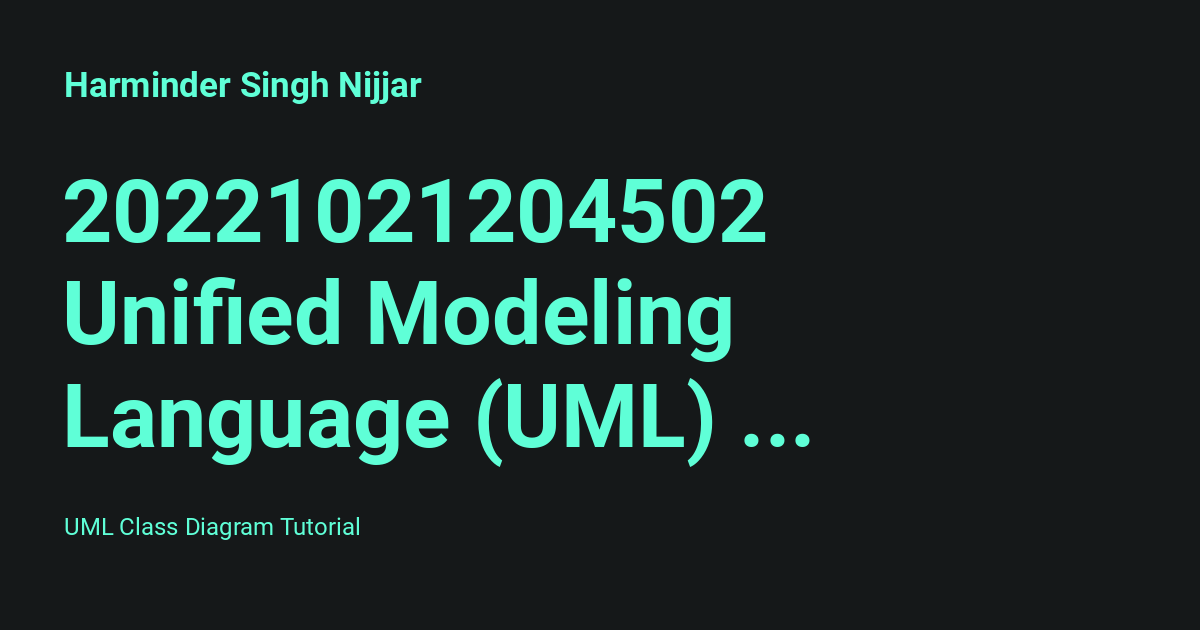 Harminder Singh Nijjar
20221021204502
Unified Modeling
Language (UML) ...
UML Class Diagram Tutorial